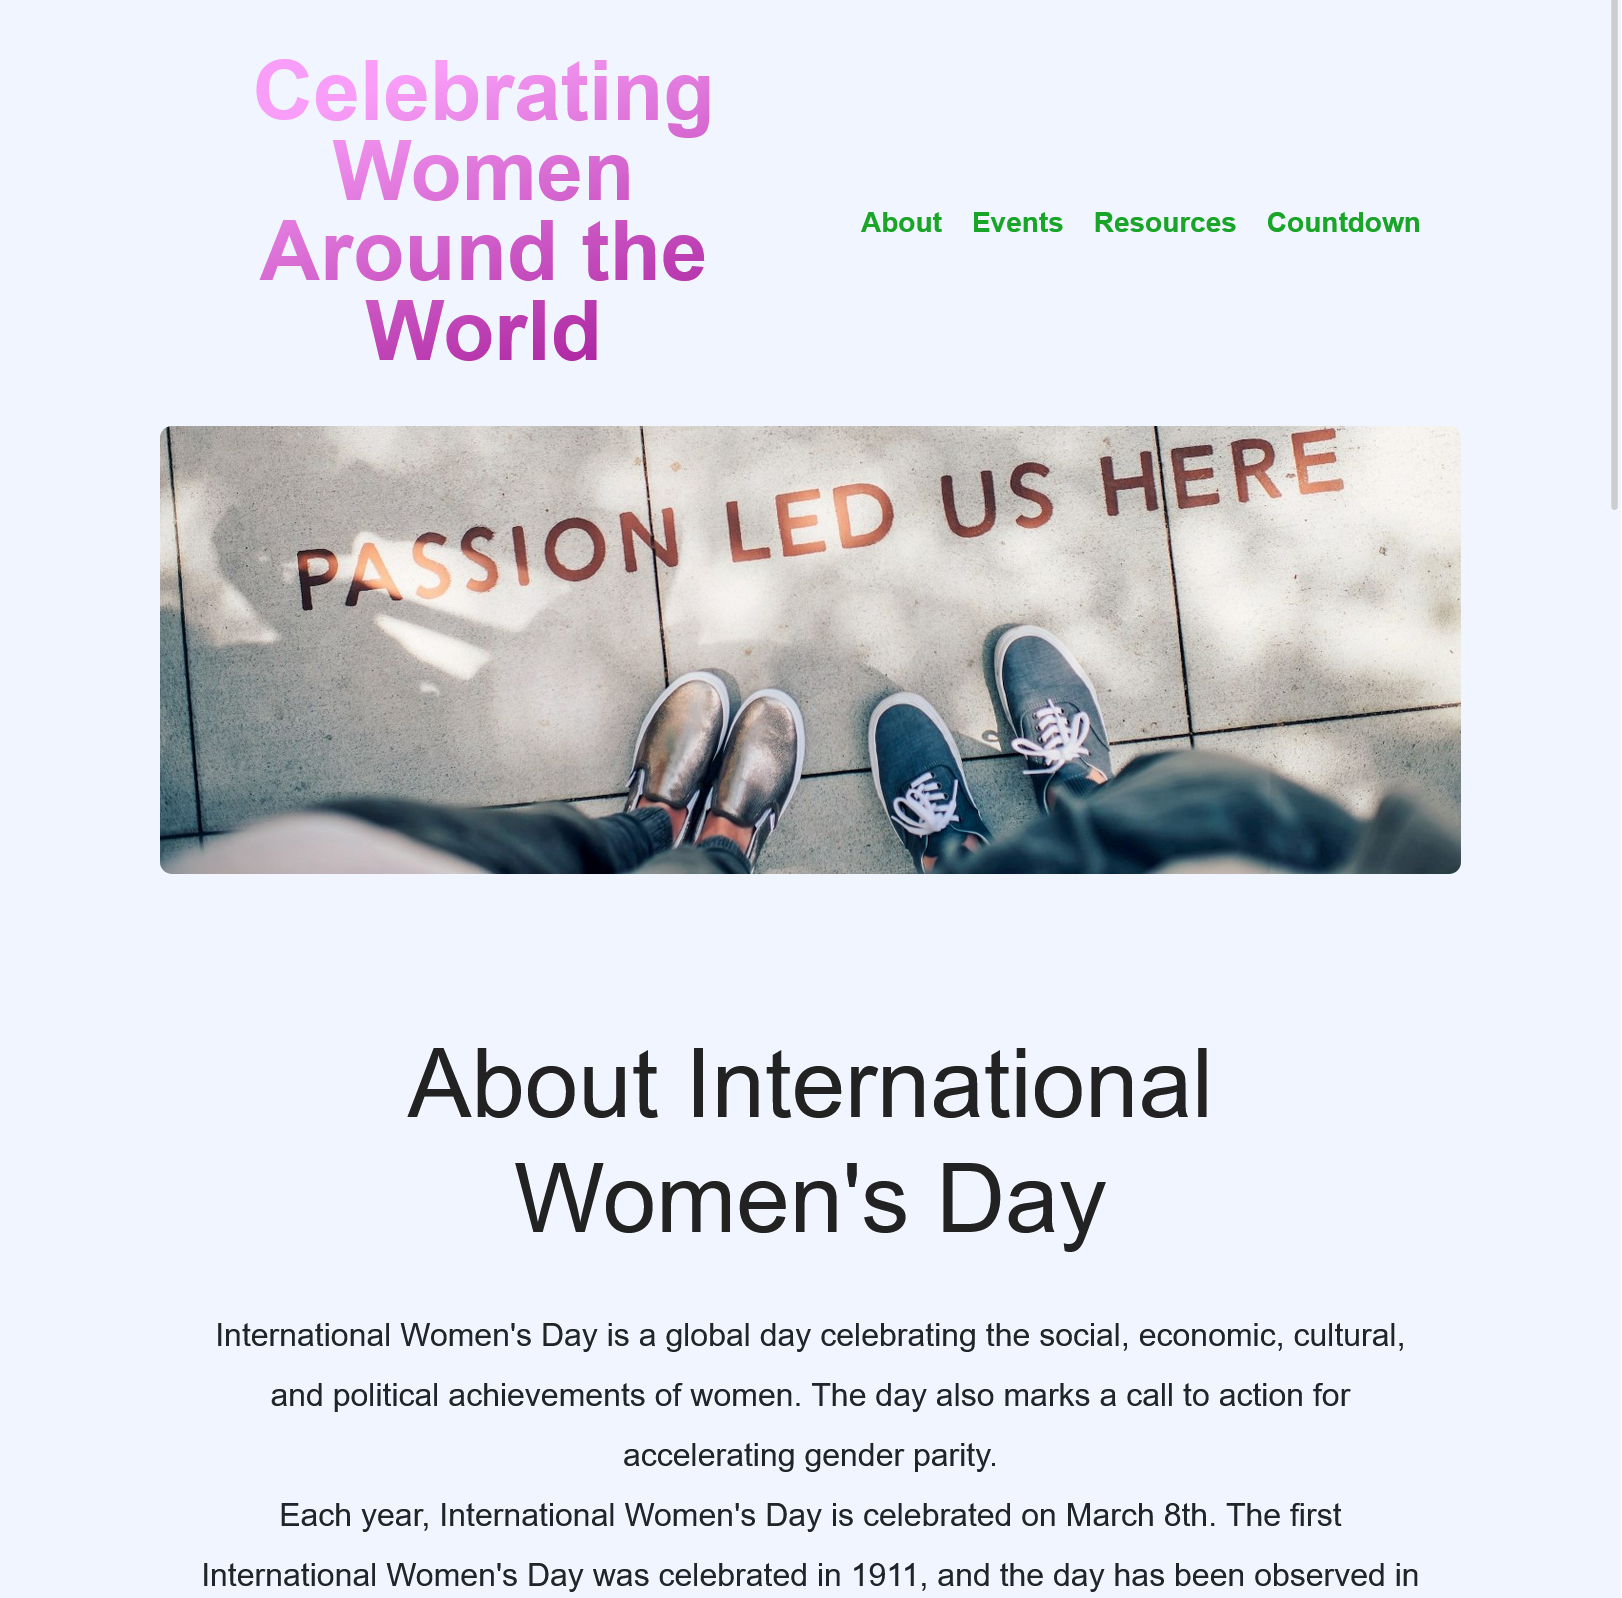 Celebrating
Women
Around the
World
About Events Resources Countdown
PASSION LED US HERE
About International
Women's Day
International Women's Day is a global day celebrating the social, economic, cultural,
and political achievements of women. The day also marks a call to action for
accelerating gender parity.
Each year, International Women's Day is celebrated on March 8th. The first
International Women's Day was celebrated in 1911, and the day has been observed in